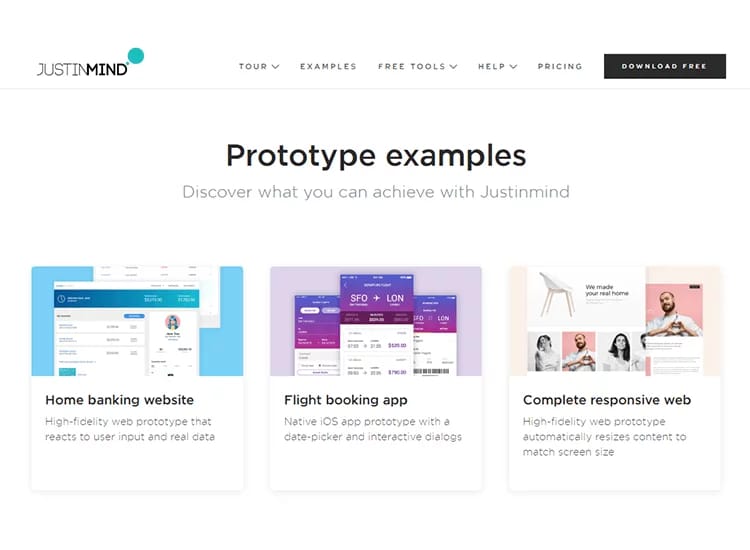 JUSTINMIND
TOUR EXAMPLES FREE TOOLS HELP PRICING DOWNLOAD FREE
Prototype examples
Discover what you can achieve with Justinmind
SFO LON
We made
your real home
Home banking website
High-fidelity web prototype that
reacts to user input and real data
Flight booking app
Native iOS app prototype with a
date-picker and interactive dialogs
Complete responsive web
High-fidelity web prototype
automatically resizes content to
match screen size